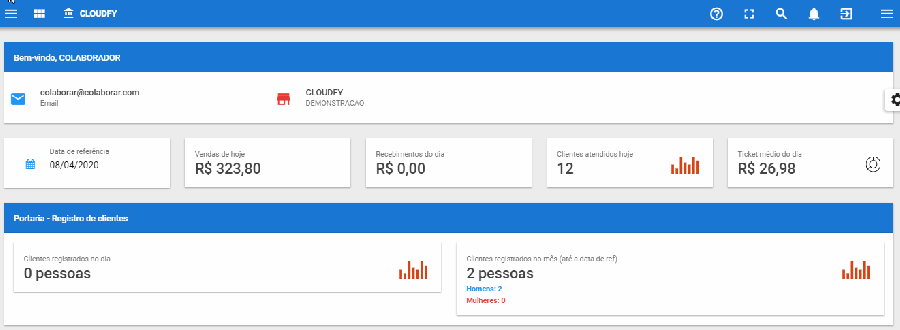 CLOUDFY
Bem-vindo, COLABORADOR
colaborar@colaborar.com
Email
CLOUDFY
DEMONSTRACAO
Data de referência
08/04/2020
Vendas de hoje
R$ 323,80
Recebimentos do dia
R$ 0,00
Clientes atendidos hoje
12
Ticket médio do dia
R$ 26,98
Portaria - Registro de clientes
Clientes registrados no dia
0 pessoas
Clientes registrados no mês (até a data de ref)
2 pessoas
Homens: 2
Mulheres: 0